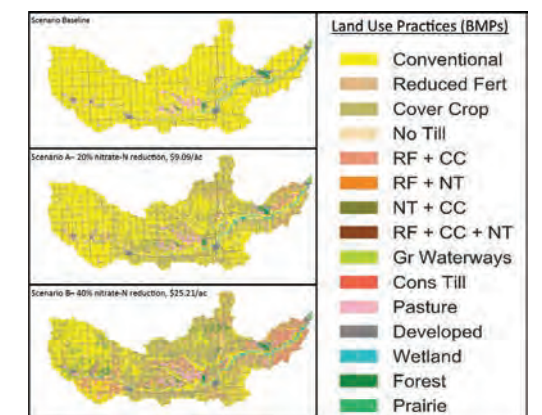 Scenario Baseline
Scenario A– 20% nitrate-N reduction, $9.09/ac
Scenario B– 40% nitrate-N reduction, $25.21/ac
Land Use Practices (BMPs)
Conventional
Reduced Fert
Cover Crop
No Till
RF + CC
RF + NT
NT + CC
RF + CC + NT
Gr Waterways
Cons Till
Pasture
Developed
Wetland
Forest
Prairie